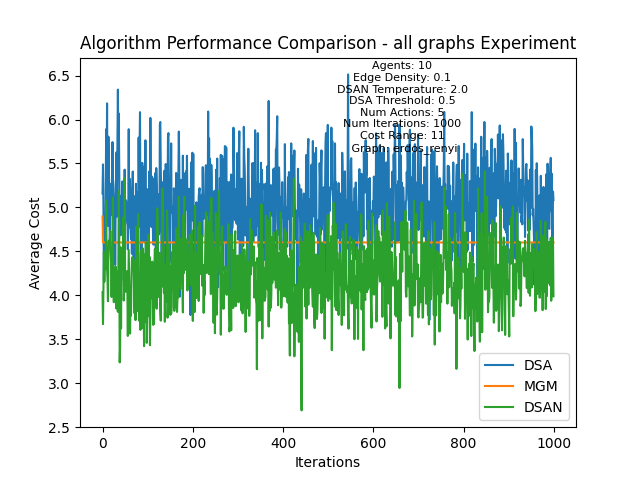 Algorithm Performance Comparison - all graphs Experiment
Agents: 10
Edge Density: 0.1
DSAN Temperature: 2.0
DSA Threshold: 0.5
Num Actions: 5
Num Iterations: 1000
Cost Range: 11
Graph: erdos_renyi
6.5
6.0
5.5
5.0
4.5
4.0
3.5
3.0
2.5
Average Cost
0
200
400
600
800
1000
Iterations
DSA
MGM
DSAN